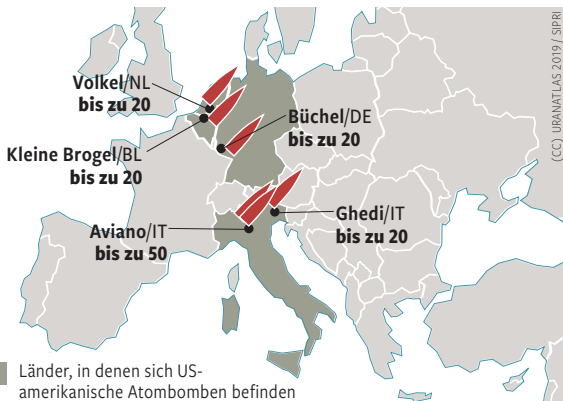 Volkel/NL
bis zu 20
Kleine Brogel/BL
bis zu 20
Büchel/DE
bis zu 20
Aviano/IT
bis zu 50
Ghedi/IT
bis zu 20
Länder, in denen sich US-
amerikanische Atombomben befinden
(CC) URANATLAS 2019 / SIPRI